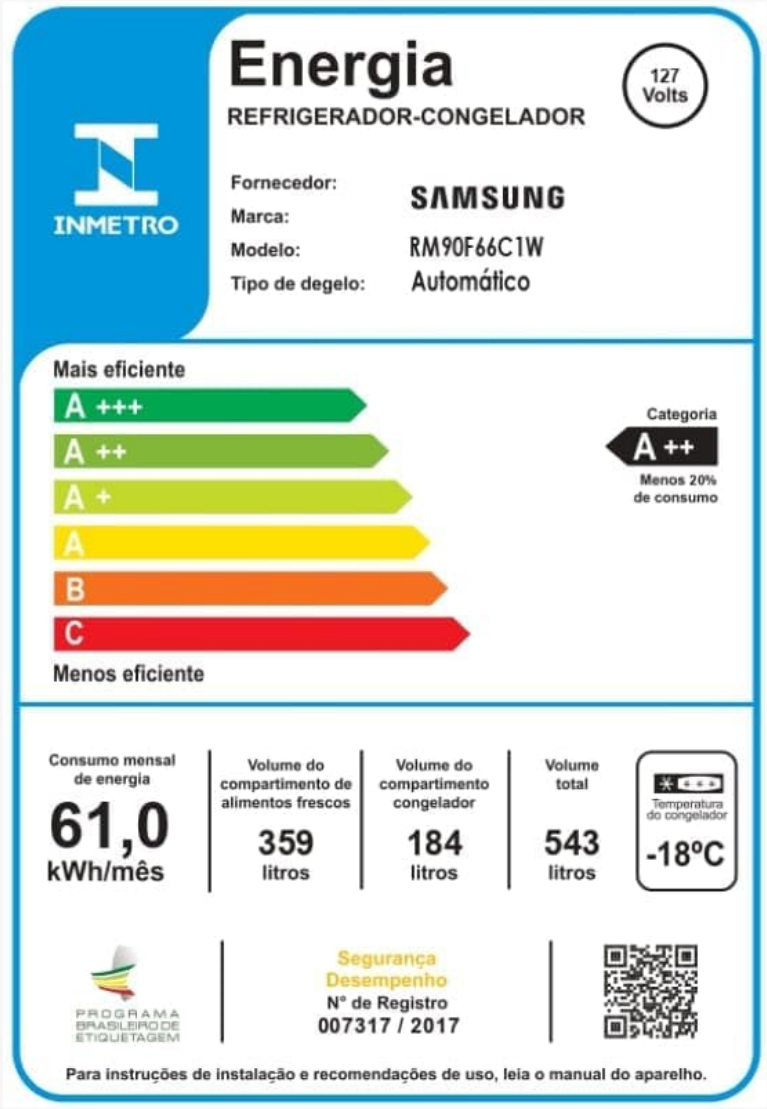 Energia
REFRIGERADOR-CONGELADOR
127
Volts
INMETRO
Fornecedor:
Marca:
SAMSUNG
Modelo: RM90F66C1W
Tipo de degelo: Automático
Mais eficiente
A +++
A ++
A +
A
B
C
Menos eficiente
Categoria
A ++
Menos 20%
de consumo
Consumo mensal
de energia
61,0
kWh/mês
Volume do
compartimento de
alimentos frescos
359
litros
Volume do
compartimento
congelador
184
litros
Volume
total
543
litros
Temperatura
do congelador
-18ºC
PROGRAMA
BRASILEIRO DE
ETIQUETAGEM
Segurança
Desempenho
N° de Registro
007317 / 2017
Para instruções de instalação e recomendações de uso, leia o manual do aparelho.